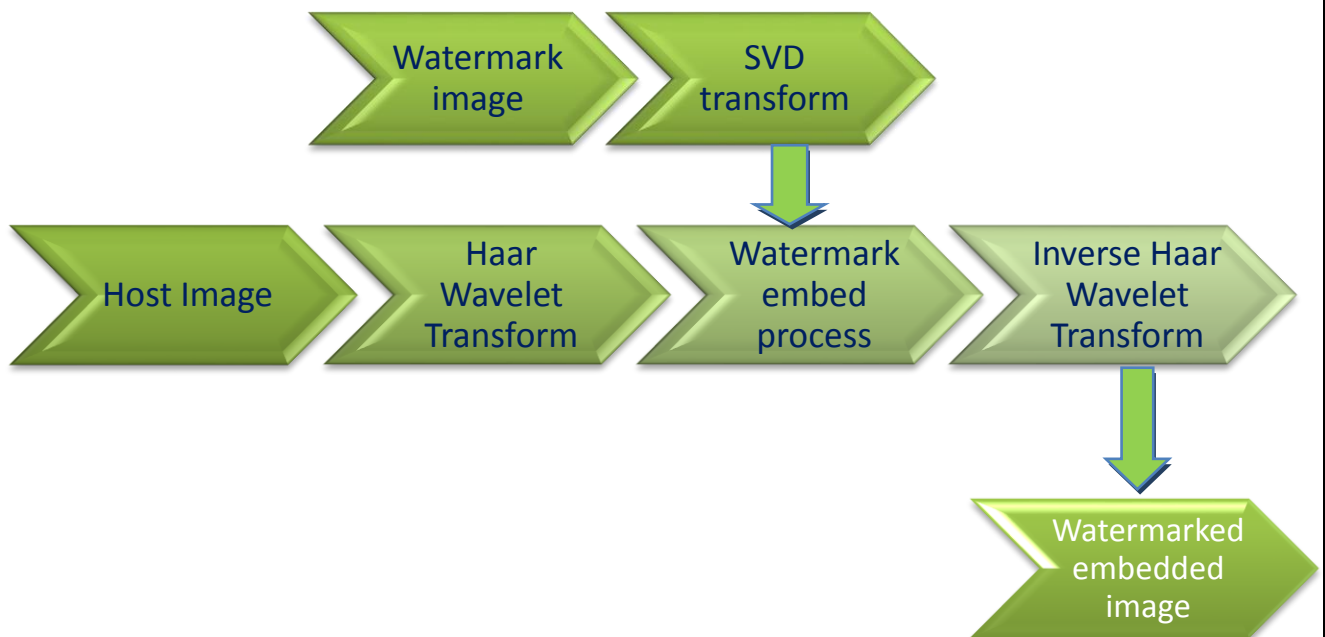 Watermark
image
SVD
transform
Host Image
Haar
Wavelet
Transform
Watermark
embed
process
Inverse Haar
Wavelet
Transform
Watermarked
embedded
image